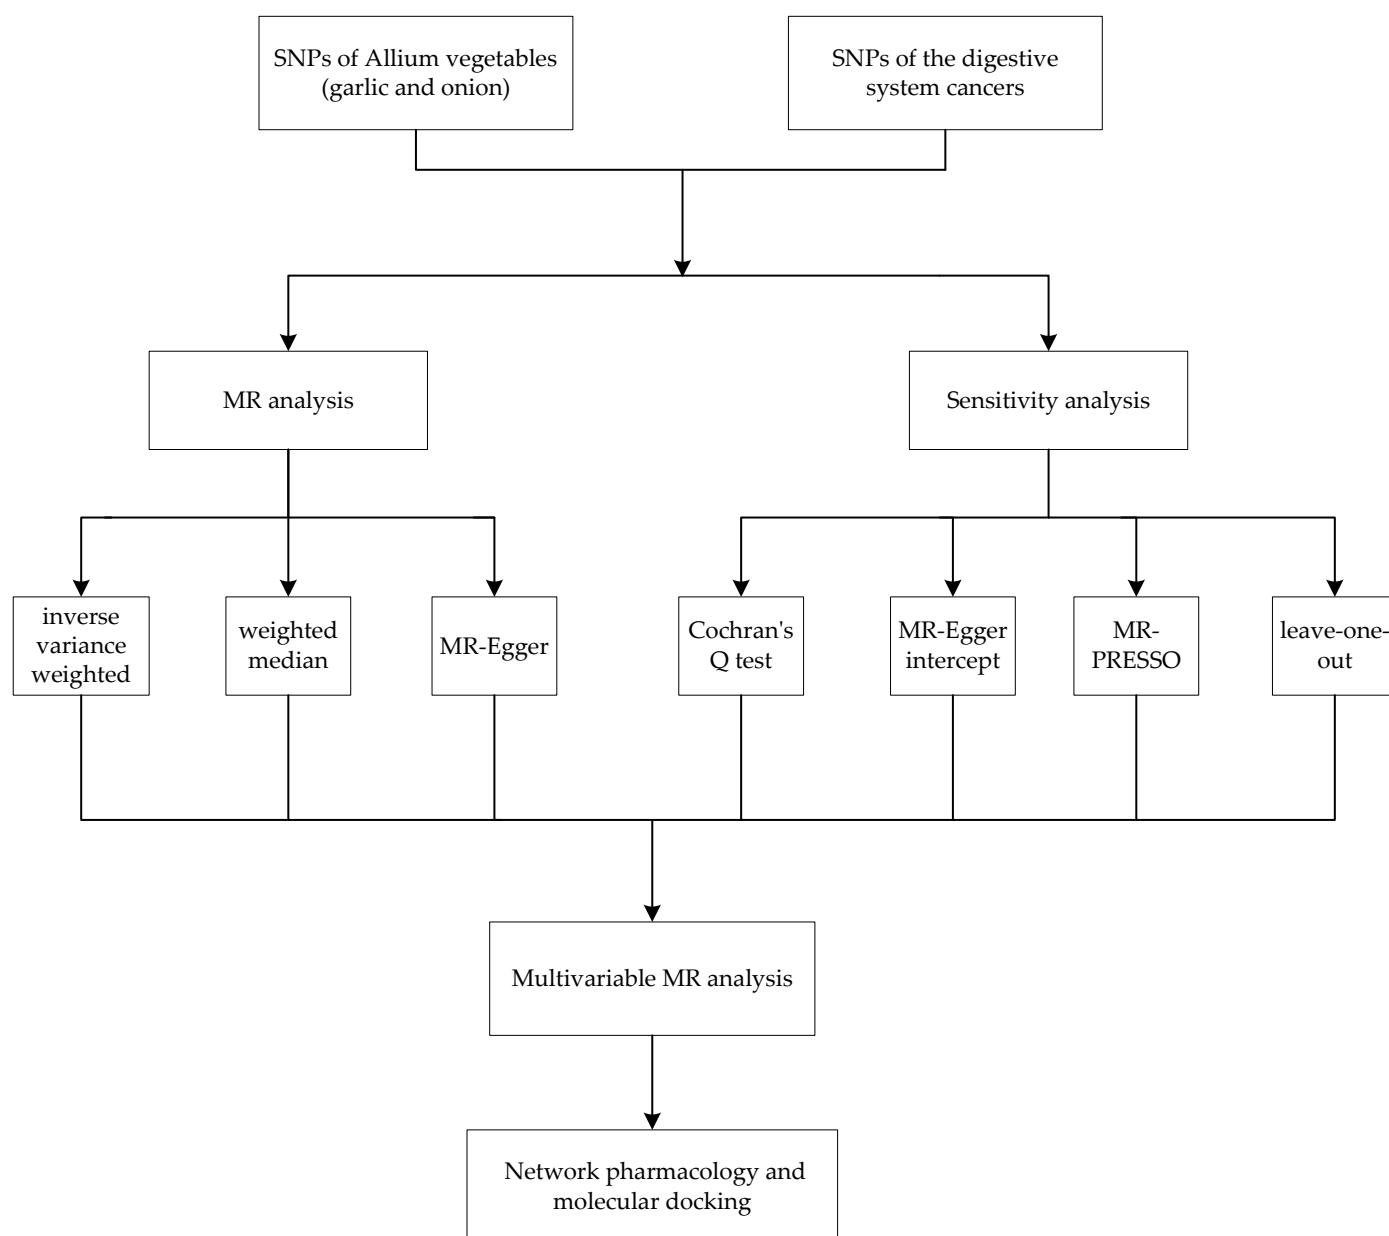 SNPs of Allium vegetables
(garlic and onion)
SNPs of the digestive
system cancers
MR analysis
Sensitivity analysis
inverse
variance
weighted
weighted
median
MR-Egger
Cochran's
Q test
MR-Egger
intercept
MR-
PRESSO
leave-one-
out
Multivariable MR analysis
Network pharmacology and
molecular docking